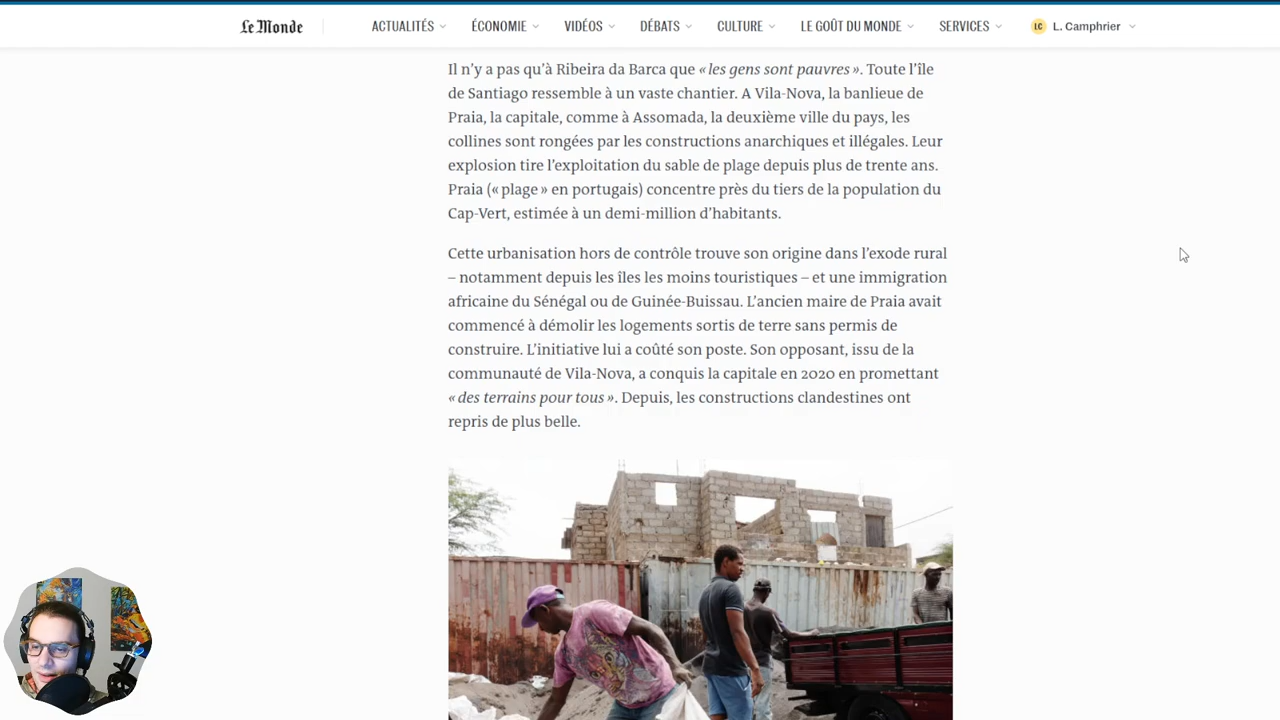 Le Monde
ACTUALITÉS ÉCONOMIE VIDÉOS DÉBATS CULTURE LE GOÛT DU MONDE SERVICES LC L. Camphrier
Il n’y a pas qu’à Ribeira da Barca que « les gens sont pauvres ». Toute l’île
de Santiago ressemble à un vaste chantier. A Vila-Nova, la banlieue de
Praia, la capitale, comme à Assomada, la deuxième ville du pays, les
collines sont rongées par les constructions anarchiques et illégales. Leur
explosion tire l’exploitation du sable de plage depuis plus de trente ans.
Praia (« plage » en portugais) concentre près du tiers de la population du
Cap-Vert, estimée à un demi-million d’habitants.
Cette urbanisation hors de contrôle trouve son origine dans l’exode rural
– notamment depuis les îles les moins touristiques – et une immigration
africaine du Sénégal ou de Guinée-Buissau. L’ancien maire de Praia avait
commencé à démolir les logements sortis de terre sans permis de
construire. L’initiative lui a coûté son poste. Son opposant, issu de la
communauté de Vila-Nova, a conquis la capitale en 2020 en promettant
« des terrains pour tous ». Depuis, les constructions clandestines ont
repris de plus belle.